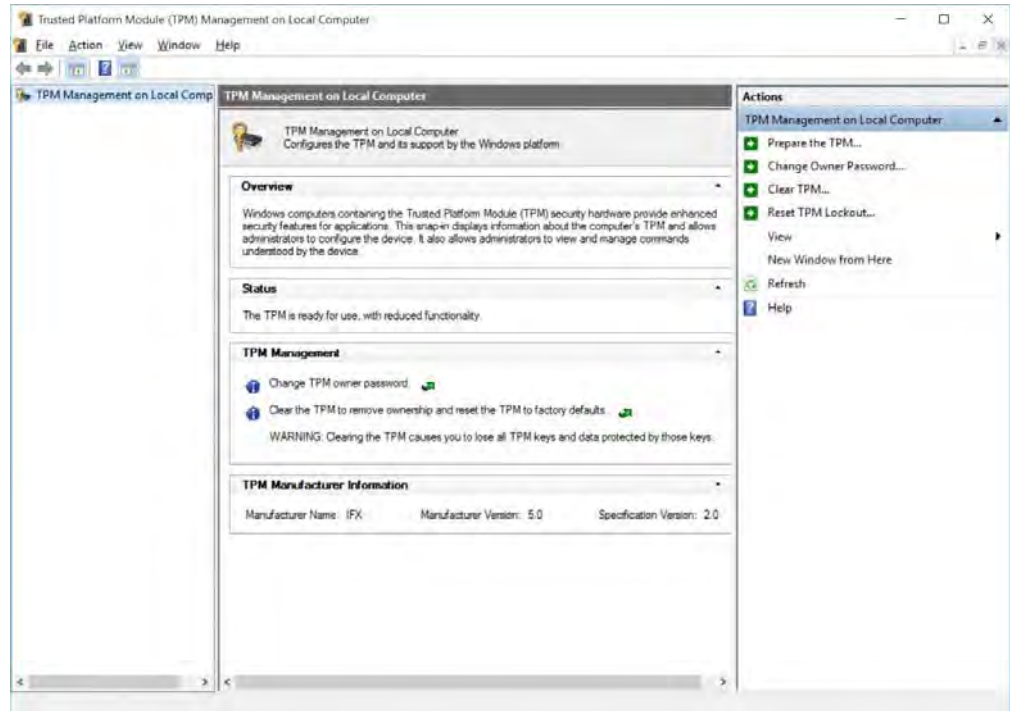 Trusted Platform Module (TPM) Management on Local Computer
File Action View Window Help
TPM Management on Local Comp
TPM Management on Local Computer
TPM Management on Local Computer
Configures the TPM and its support by the Windows platform
Overview
Windows computers containing the Trusted Platform Module (TPM) security hardware provide enhanced
security features for applications. This snap-in displays information about the computer's TPM and allows
administrators to configure the device. It also allows administrators to view and manage commands
understood by the device.
Status
The TPM is ready for use, with reduced functionality.
TPM Management
Change TPM owner password.
Clear the TPM to remove ownership and reset the TPM to factory defaults.
WARNING: Clearing the TPM causes you to lose all TPM keys and data protected by those keys.
TPM Manufacturer Information
Manufacturer Name: IFX Manufacturer Version: 5.0 Specification Version: 2.0
Actions
TPM Management on Local Computer
Prepare the TPM...
Change Owner Password...
Clear TPM...
Reset TPM Lockout...
View
New Window from Here
Refresh
Help